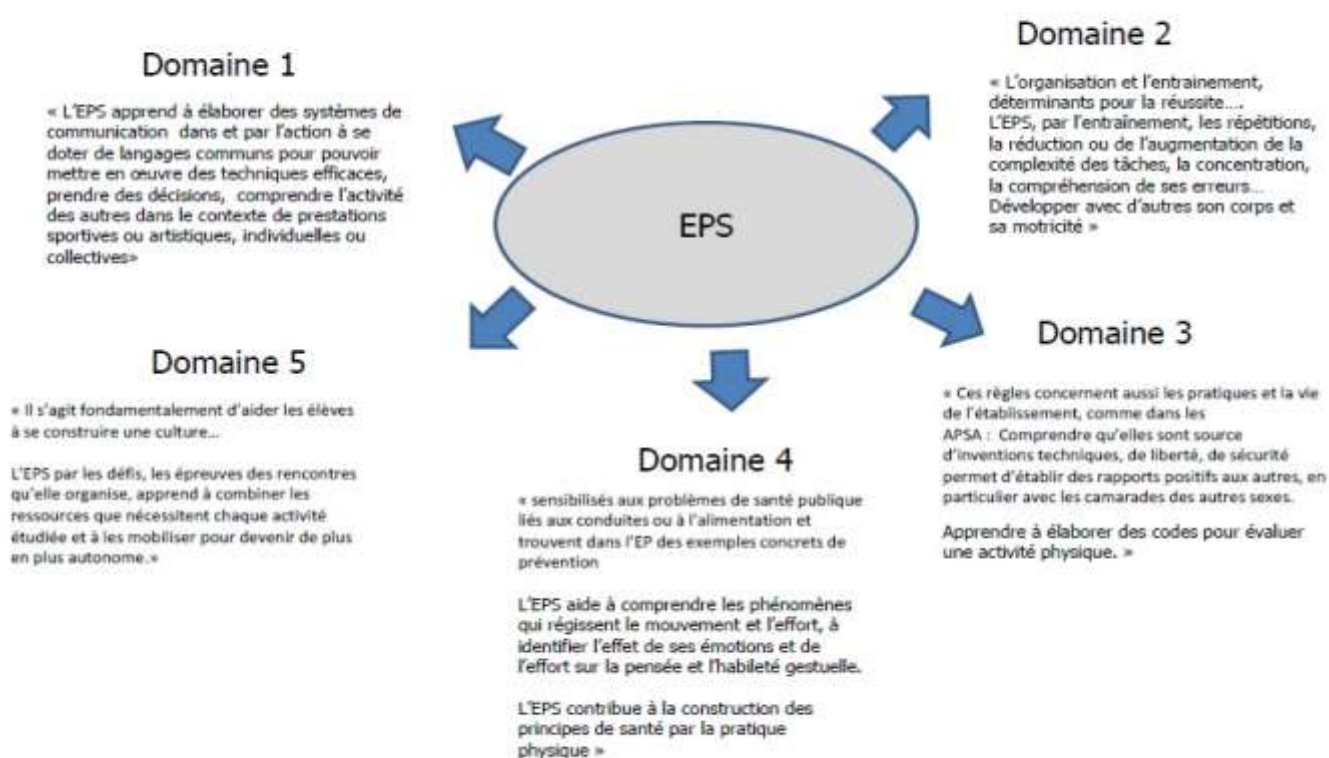 Domaine 1
« L'EPS apprend à élaborer des systèmes de
communication dans et par l'action à se
doter de langages communs pour pouvoir
mettre en œuvre des techniques efficaces,
prendre des décisions, comprendre l'activité
des autres dans le contexte de prestations
sportives ou artistiques, individuelles ou
collectives»
Domaine 2
« L'organisation et l'entrainement,
déterminants pour la réussite....
L'EPS, par l'entraînement, les répétitions,
la réduction ou de l'augmentation de la
complexité des tâches, la concentration,
la compréhension de ses erreurs...
Développer avec d'autres son corps et
sa motricité »
EPS
Domaine 3
« Ces règles concernent aussi les pratiques et la vie
de l'établissement, comme dans les
APSA : Comprendre qu'elles sont source
d'inventions techniques, de liberté, de sécurité
permet d'établir des rapports positifs aux autres, en
particulier avec les camarades des autres sexes.
Apprendre à élaborer des codes pour évaluer
une activité physique. »
Domaine 5
« Il s'agit fondamentalement d'aider les élèves
à se construire une culture...
L'EPS par les défis, les épreuves des rencontres
qu'elle organise, apprend à combiner les
ressources que nécessitent chaque activité
étudiée et à les mobiliser pour devenir de plus
en plus autonome.»
Domaine 4
« sensibilisés aux problèmes de santé publique
liés aux conduites ou à l'alimentation et
trouvent dans l'EP des exemples concrets de
prévention
L'EPS aide à comprendre les phénomènes
qui régissent le mouvement et l'effort, à
identifier l'effet de ses émotions et de
l'effort sur la pensée et l'habileté gestuelle.
L'EPS contribue à la construction des
principes de santé par la pratique
physique »